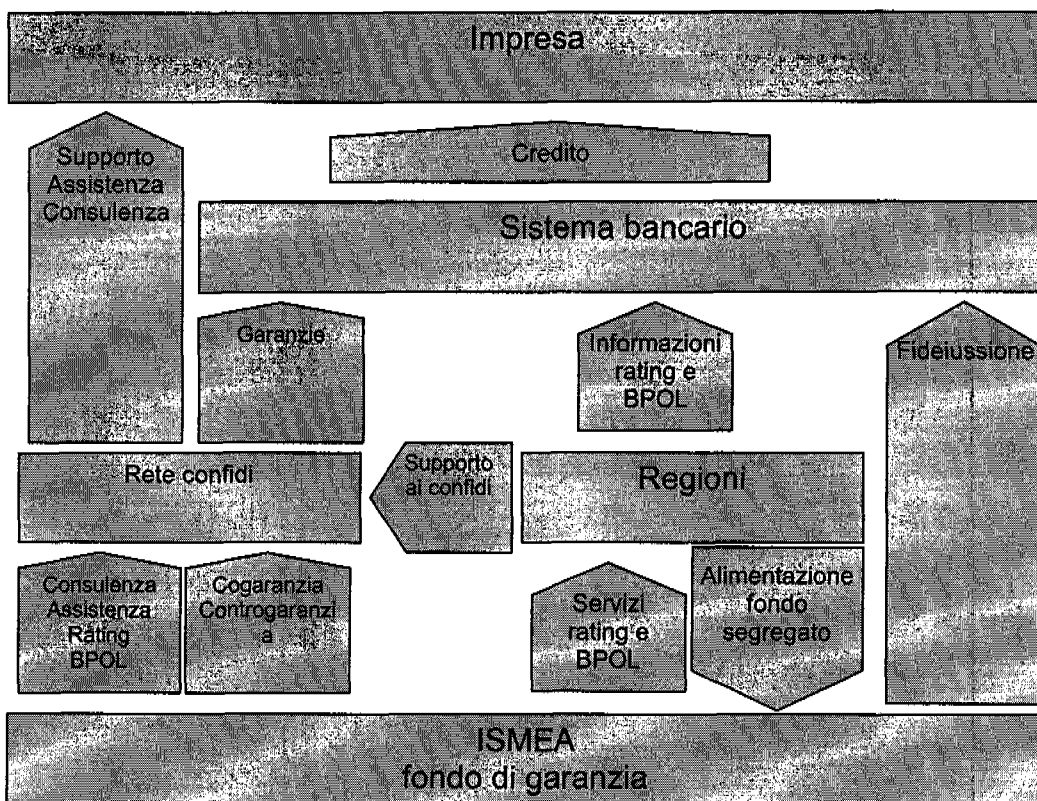 Impresa
Supporto
Assistenza
Consulenza
Credito
Sistema bancario
Garanzie
Informazioni
rating e
BPOL
Fideiussione
Rete confidi
Supporto
ai confidi
Regioni
Consulenza
Assistenza
Rating
BPOL
Cogaranzia
Controgaranzi
a
Servizi
rating e
BPOL
Alimentazione
fondo
segregato
ISMEA
fondo di garanzia